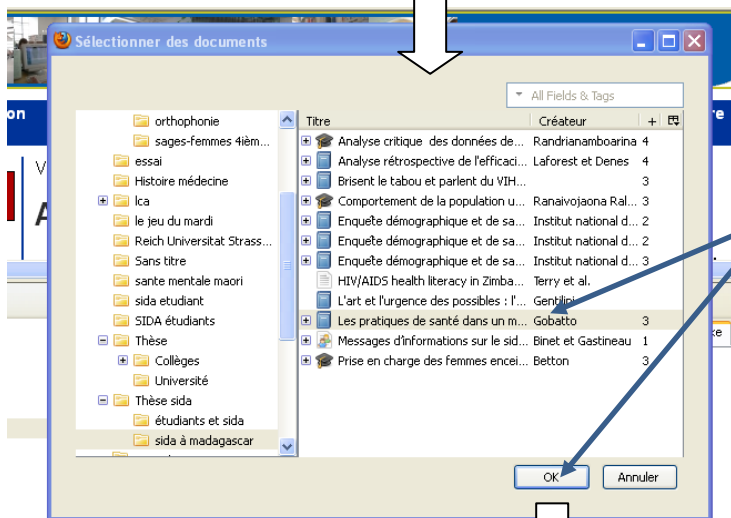 Sélectionner des documents
All Fields & Tags
on
re
V
A
xe
orthophonie
sages-femmes 4ièm...
essai
Histoire médecine
Ica
le jeu du mardi
Reich Universitat Strass...
Sans titre
sante mentale maori
sida etudiant
SIDA étudiants
Thèse
Collèges
Université
Thèse sida
étudiants et sida
sida à madagascar
Titre Créateur +
Analyse critique des données de... Randrianamboarina 4
Analyse rétrospective de l'efficaci... Laforest et Denes 4
Brisent le tabou et parlent du VIH... 3
Comportement de la population u... Ranaivojaona Ral... 3
Enquête démographique et de sa... Institut national d... 2
Enquête démographique et de sa... Institut national d... 2
Enquête démographique et de sa... Institut national d... 3
HIV/AIDS health literacy in Zimba... Terry et al.
L'art et l'urgence des possibles : l'... Gentilini
Les pratiques de santé dans un m... Gobatto 3
Messages d'informations sur le sid... Binet et Gastineau 1
Prise en charge des femmes encei... Betton 3
OK Annuler